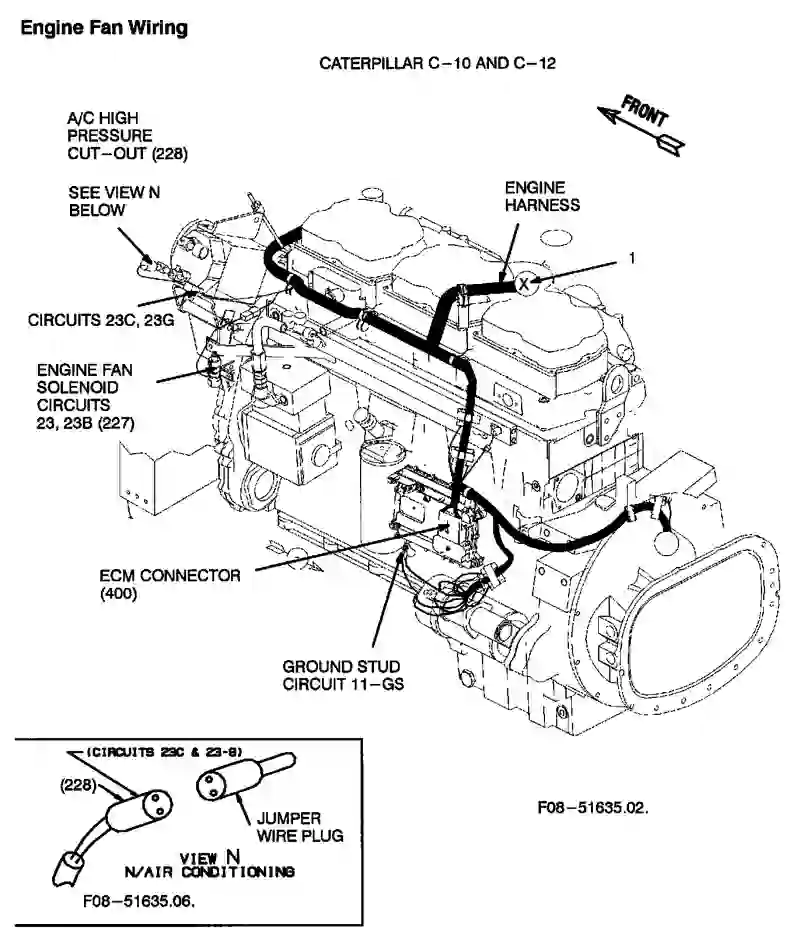 Engine Fan Wiring
CATERPILLAR C-10 AND C-12
FRONT
A/C HIGH
PRESSURE
CUT-OUT (228)
SEE VIEW N
BELOW
ENGINE
HARNESS
1
X
CIRCUITS 23C, 23G
ENGINE FAN
SOLENOID
CIRCUITS
23, 23B (227)
ECM CONNECTOR
(400)
GROUND STUD
CIRCUIT 11-GS
(CIRCUITS 23C & 23-G)
(228)
JUMPER
WIRE PLUG
VIEW N
N/AIR CONDITIONING
F08-51635.06.
F08-51635.02.